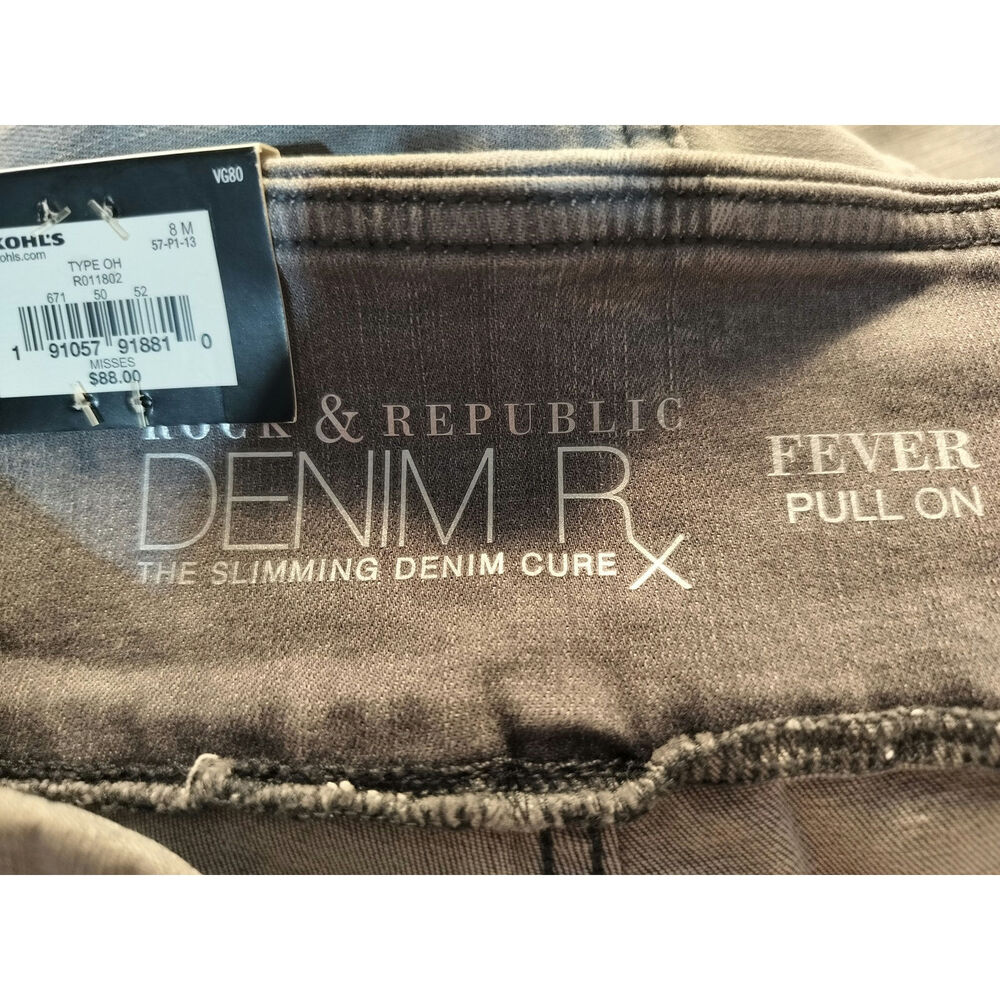 VG80
KOHL'S
ohls.com
8 M
57-P1-13
TYPE OH
R011802
671 50 52
1 91057 91881 0
MISSES
$88.00
ROCK & REPUBLIC
DENIM Rx
THE SLIMMING DENIM CURE
FEVER
PULL ON